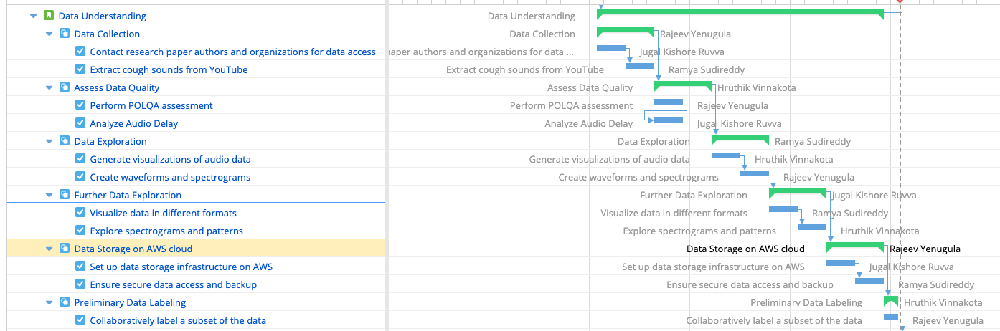 Data Understanding Data Understanding
Data Collection Data Collection Rajeev Yenugula
Contact research paper authors and organizations for data access paper authors and organizations for data ... Jugal Kishore Ruvva
Extract cough sounds from YouTube Extract cough sounds from YouTube Ramya Sudireddy
Assess Data Quality Assess Data Quality Hruthik Vinnakota
Perform POLQA assessment Perform POLQA assessment Rajeev Yenugula
Analyze Audio Delay Analyze Audio Delay Jugal Kishore Ruvva
Data Exploration Data Exploration Ramya Sudireddy
Generate visualizations of audio data Generate visualizations of audio data Hruthik Vinnakota
Create waveforms and spectrograms Create waveforms and spectrograms Rajeev Yenugula
Further Data Exploration Further Data Exploration Jugal Kishore Ruvva
Visualize data in different formats Visualize data in different formats Ramya Sudireddy
Explore spectrograms and patterns Explore spectrograms and patterns Hruthik Vinnakota
Data Storage on AWS cloud Data Storage on AWS cloud Rajeev Yenugula
Set up data storage infrastructure on AWS Set up data storage infrastructure on AWS Jugal Kishore Ruvva
Ensure secure data access and backup Ensure secure data access and backup Ramya Sudireddy
Preliminary Data Labeling Preliminary Data Labeling Hruthik Vinnakota
Collaboratively label a subset of the data Collaboratively label a subset of the data Rajeev Yenugula